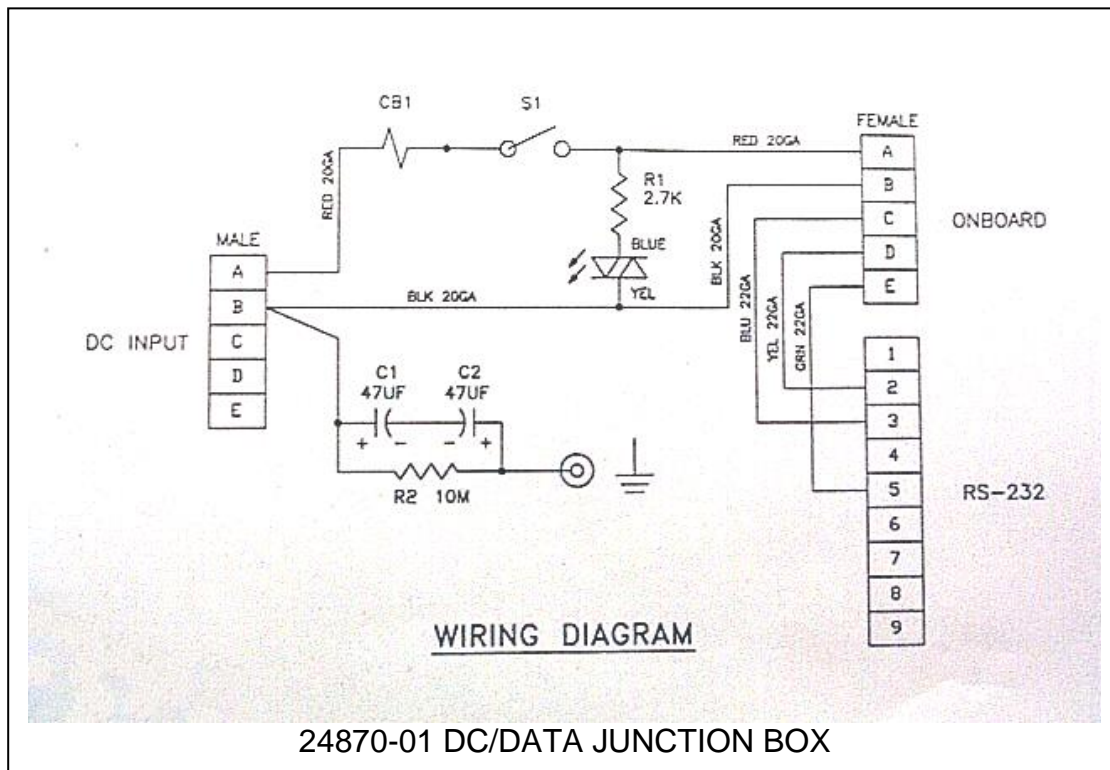 CB1
S1
FEMALE
RED 20GA
A
B
C
D
E
ONBOARD
RED 20GA
R1
2.7K
BLUE
YEL
BLK 20GA
BLK 20GA
BLU 22GA
YEL 22GA
GRN 22GA
MALE
A
B
C
D
E
DC INPUT
C1
47UF
C2
47UF
+ - - +
R2 10M
1
2
3
4
5
6
7
8
9
RS-232
WIRING DIAGRAM
24870-01 DC/DATA JUNCTION BOX